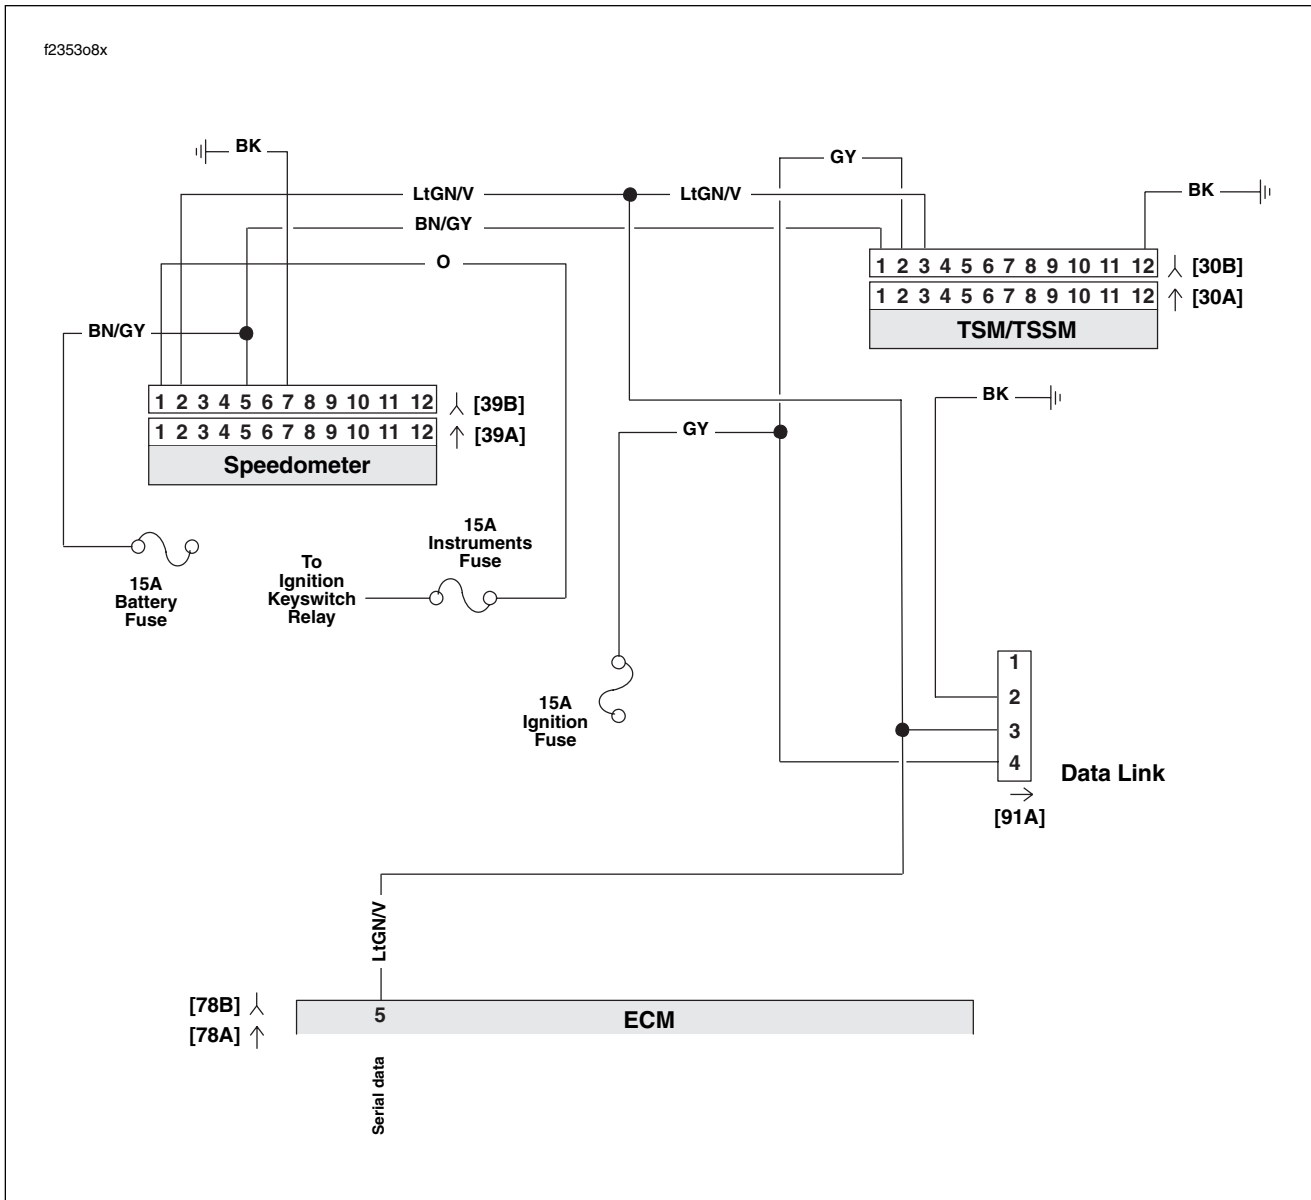 f2353o8x
BK
GY
LtGN/V
LtGN/V
BK
BN/GY
O
1 2 3 4 5 6 7 8 9 10 11 12 [30B]
1 2 3 4 5 6 7 8 9 10 11 12 [30A]
TSM/TSSM
BN/GY
1 2 3 4 5 6 7 8 9 10 11 12 [39B]
1 2 3 4 5 6 7 8 9 10 11 12 [39A]
Speedometer
BK
GY
15A
Battery
Fuse
To
Ignition
Keyswitch
Relay
15A
Instruments
Fuse
15A
Ignition
Fuse
1
2
3
4
Data Link
[91A]
LtGN/V
[78B]
[78A]
5
ECM
Serial data